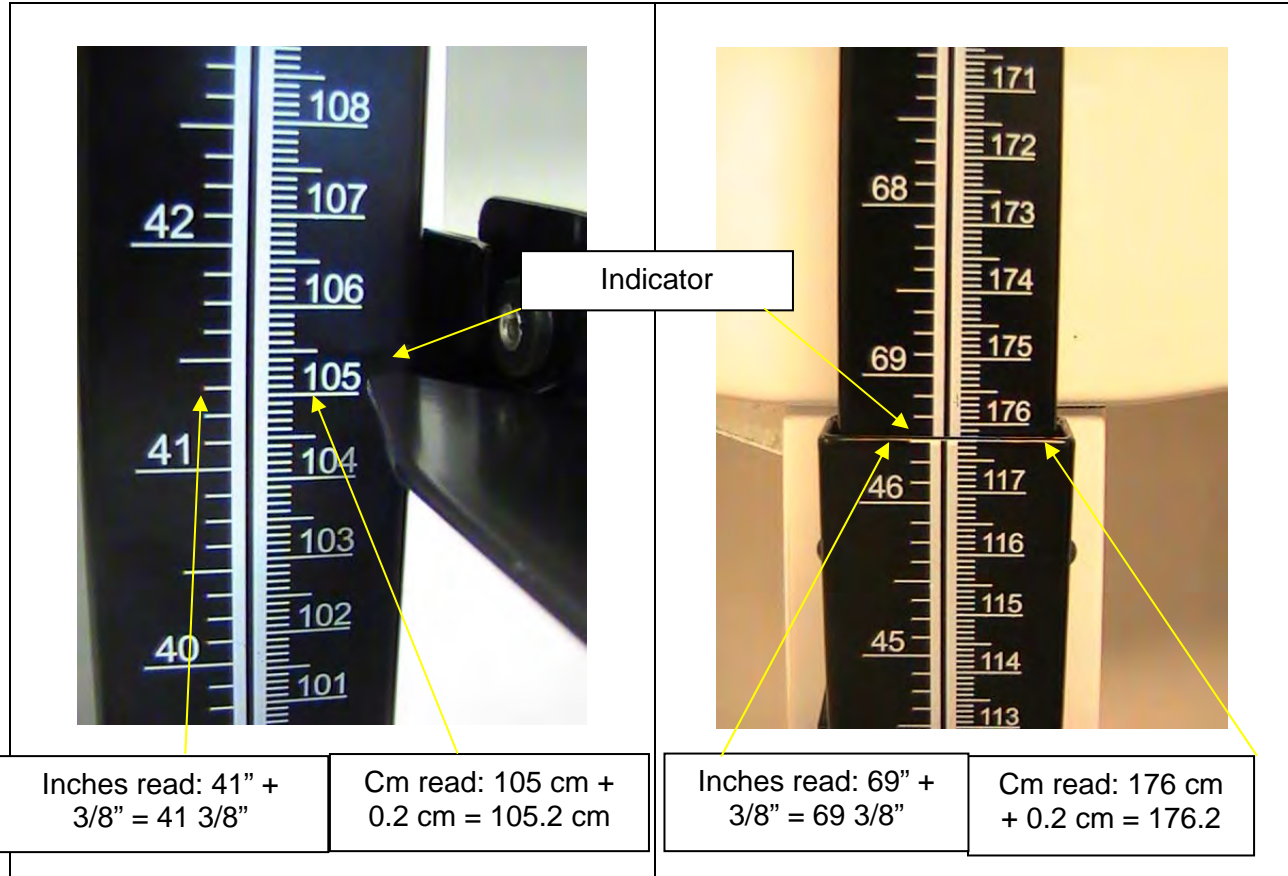 108
107
42
106
105
41
104
103
102
40
101
171
172
68
173
174
175
69
176
117
46
116
115
45
114
113
Indicator
Inches read: 41” +
3/8” = 41 3/8”
Cm read: 105 cm +
0.2 cm = 105.2 cm
Inches read: 69” +
3/8” = 69 3/8”
Cm read: 176 cm
+ 0.2 cm = 176.2